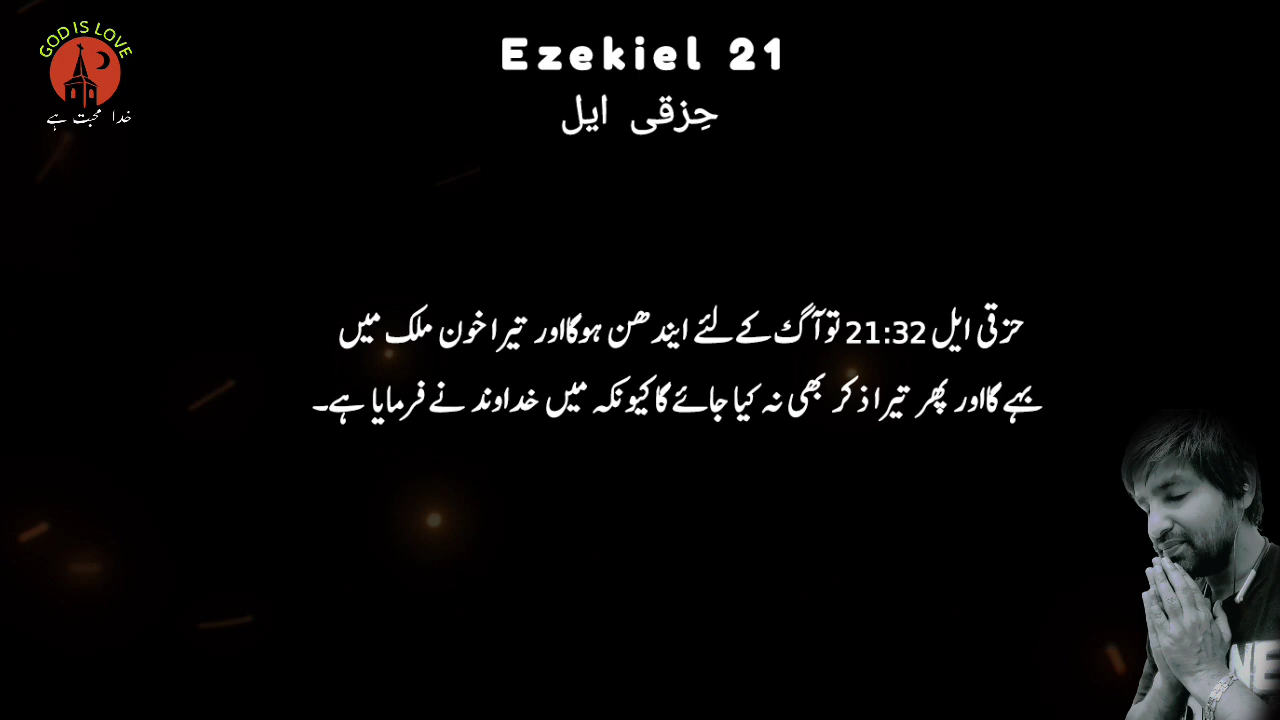 GOD IS LOVE
خدا محبت ہے
Ezekiel 21
حِزقی ایل
حزقی ایل 21:32 تو آگ کے لئے ایندھن ہوگا اور تیرا خون ملک میں
بہے گا اور پھر تیرا ذکر بھی نہ کیا جائے گا کیونکہ میں خداوند نے فرمایا ہے۔
NE